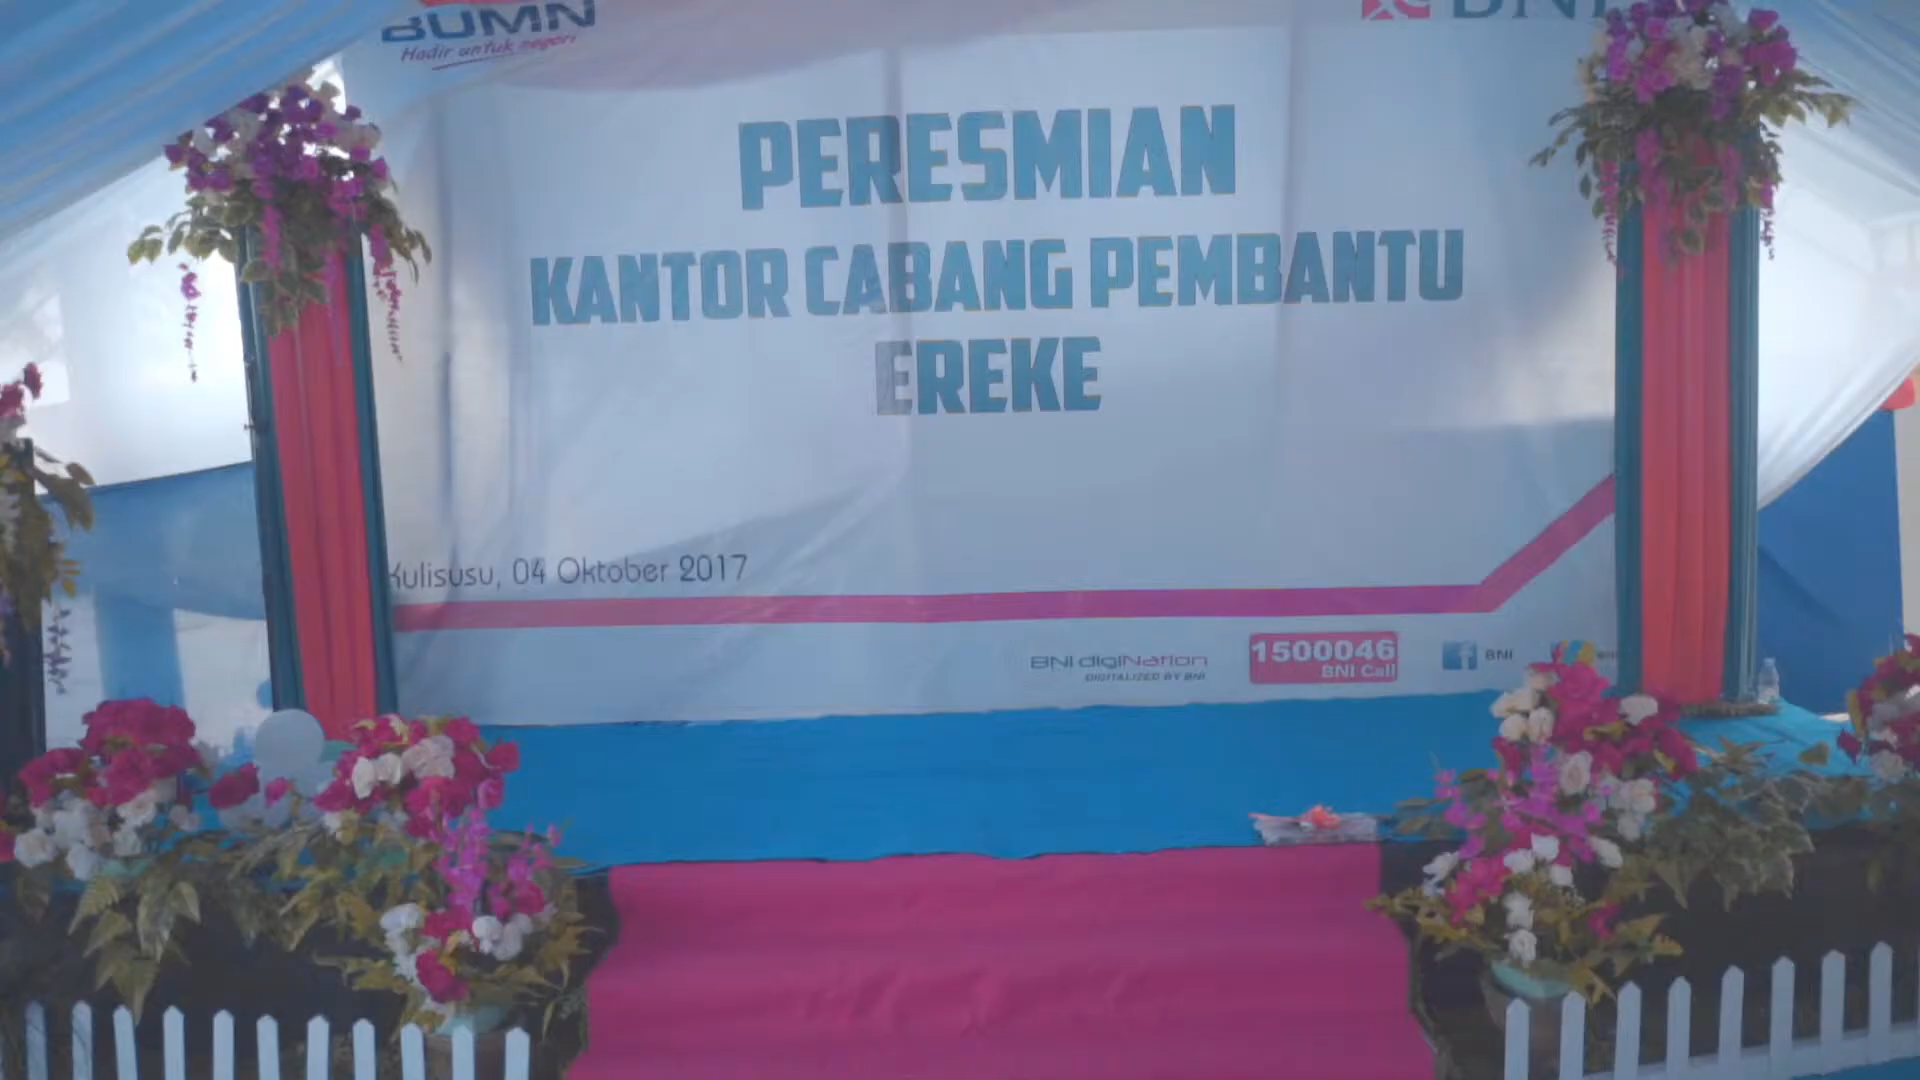 BUMN
Hadir untuk negeri
BNI
PERESMIAN
KANTOR CABANG PEMBANTU
EREKE
Kulisusu, 04 Oktober 2017
BNI digiNation
DIGITALIZED BY BNI
1500046
BNI Call
BNI